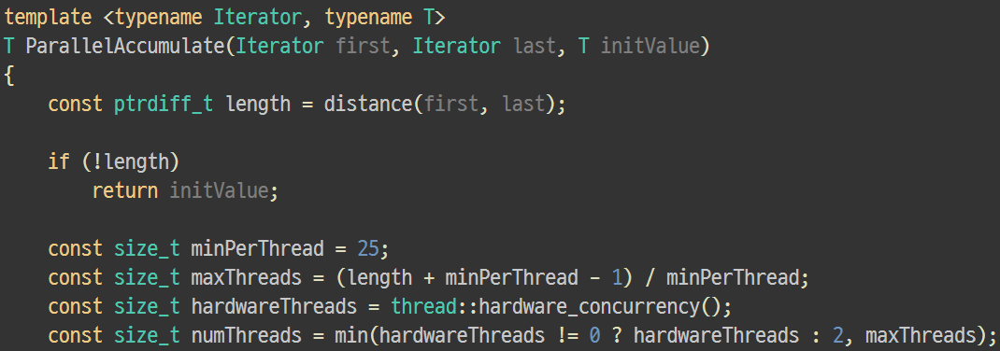 template <typename Iterator, typename T>
T ParallelAccumulate(Iterator first, Iterator last, T initValue)
{
    const ptrdiff_t length = distance(first, last);

    if (!length)
        return initValue;

    const size_t minPerThread = 25;
    const size_t maxThreads = (length + minPerThread - 1) / minPerThread;
    const size_t hardwareThreads = thread::hardware_concurrency();
    const size_t numThreads = min(hardwareThreads != 0 ? hardwareThreads : 2, maxThreads);